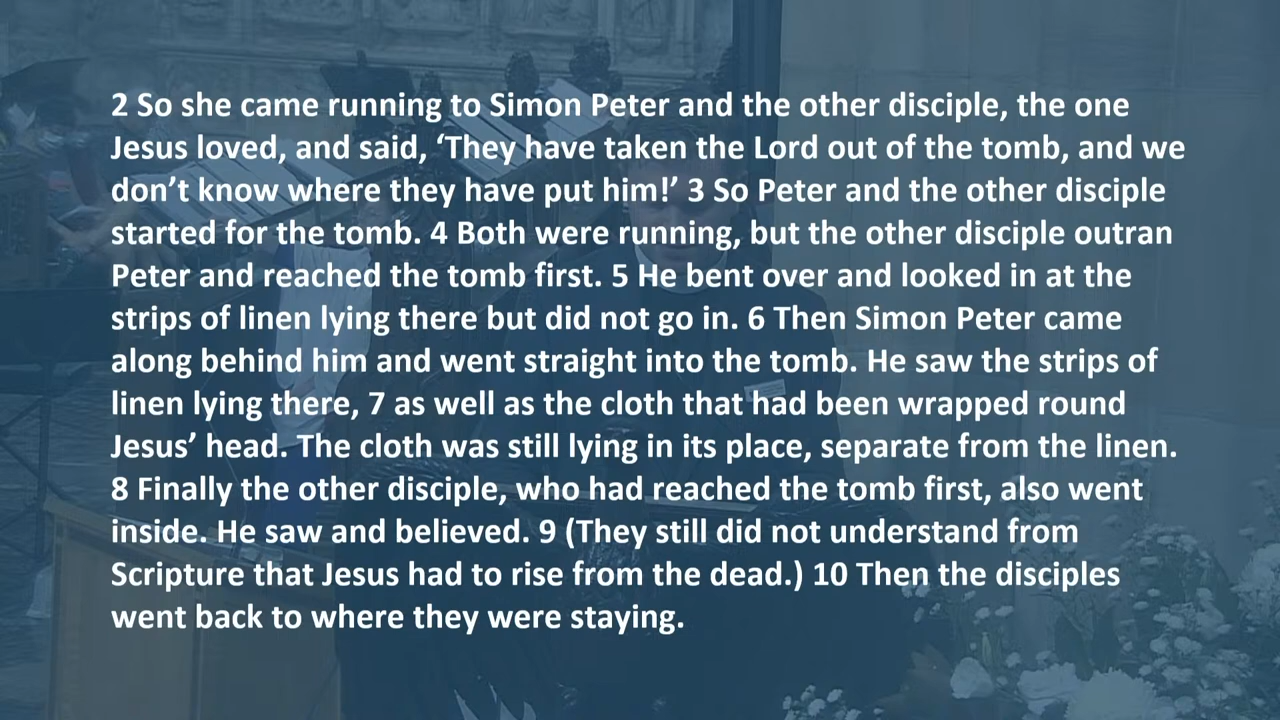 2 So she came running to Simon Peter and the other disciple, the one
Jesus loved, and said, ‘They have taken the Lord out of the tomb, and we
don’t know where they have put him!’ 3 So Peter and the other disciple
started for the tomb. 4 Both were running, but the other disciple outran
Peter and reached the tomb first. 5 He bent over and looked in at the
strips of linen lying there but did not go in. 6 Then Simon Peter came
along behind him and went straight into the tomb. He saw the strips of
linen lying there, 7 as well as the cloth that had been wrapped round
Jesus’ head. The cloth was still lying in its place, separate from the linen.
8 Finally the other disciple, who had reached the tomb first, also went
inside. He saw and believed. 9 (They still did not understand from
Scripture that Jesus had to rise from the dead.) 10 Then the disciples
went back to where they were staying.